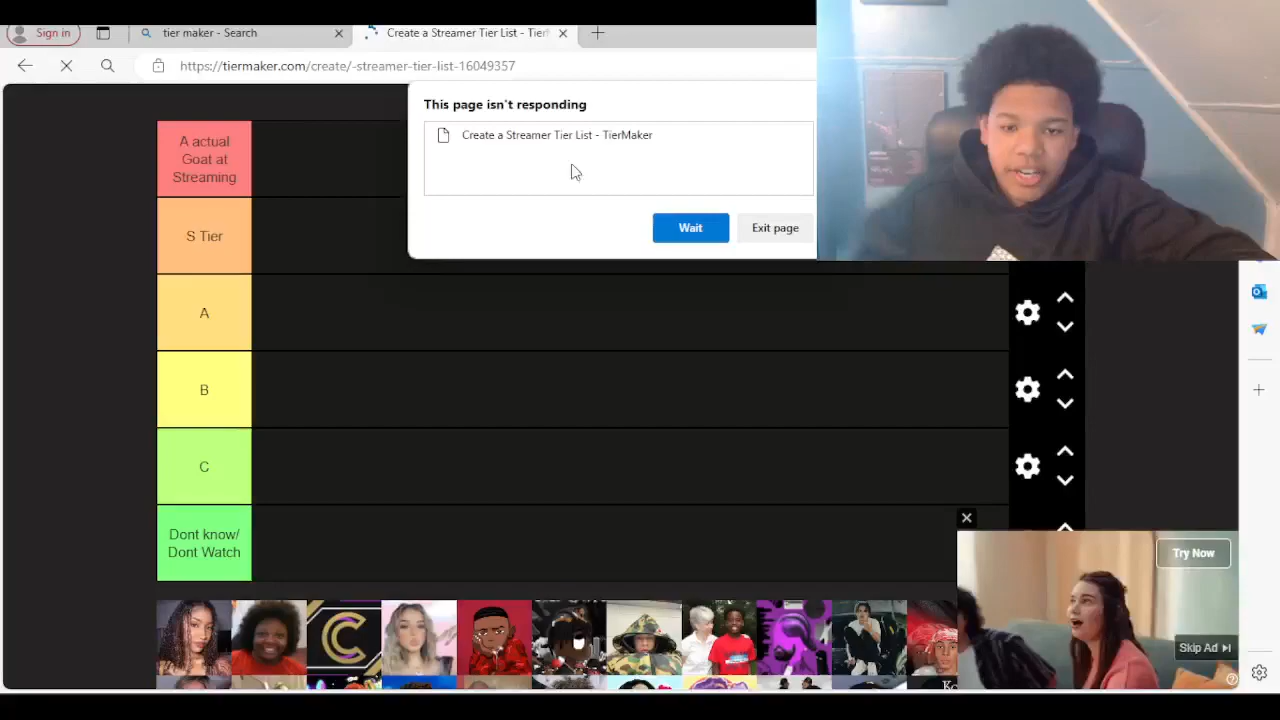 Sign in
tier maker - Search
Create a Streamer Tier List - Tier
https://tiermaker.com/create/-streamer-tier-list-16049357
This page isn't responding
Create a Streamer Tier List - TierMaker
Wait
Exit page
A actual
Goat at
Streaming
S Tier
A
B
C
Dont know/
Dont Watch
Try Now
Skip Ad
C